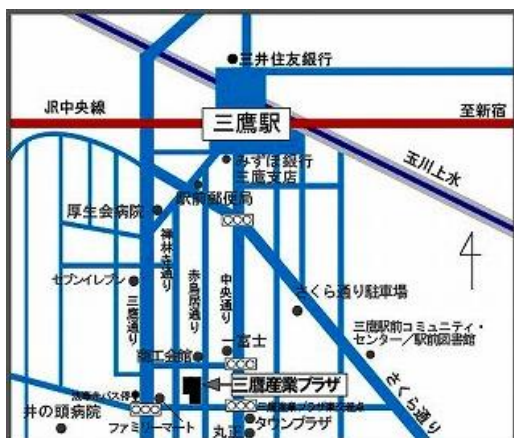 三井住友銀行
JR中央線
至新宿
三鷹駅
みずほ銀行
三鷹支店
玉川上水
駅前郵便局
厚生会病院
禅林寺通り
セブンイレブン
赤鳥居通り
中央通り
さくら通り駐車場
三鷹通り
三鷹駅前コミュニティ・
センター/駅前図書館
一富士
商工会館
三鷹産業プラザ
さくら通り
井の頭病院
ファミリーマート
タウンプラザ
丸正